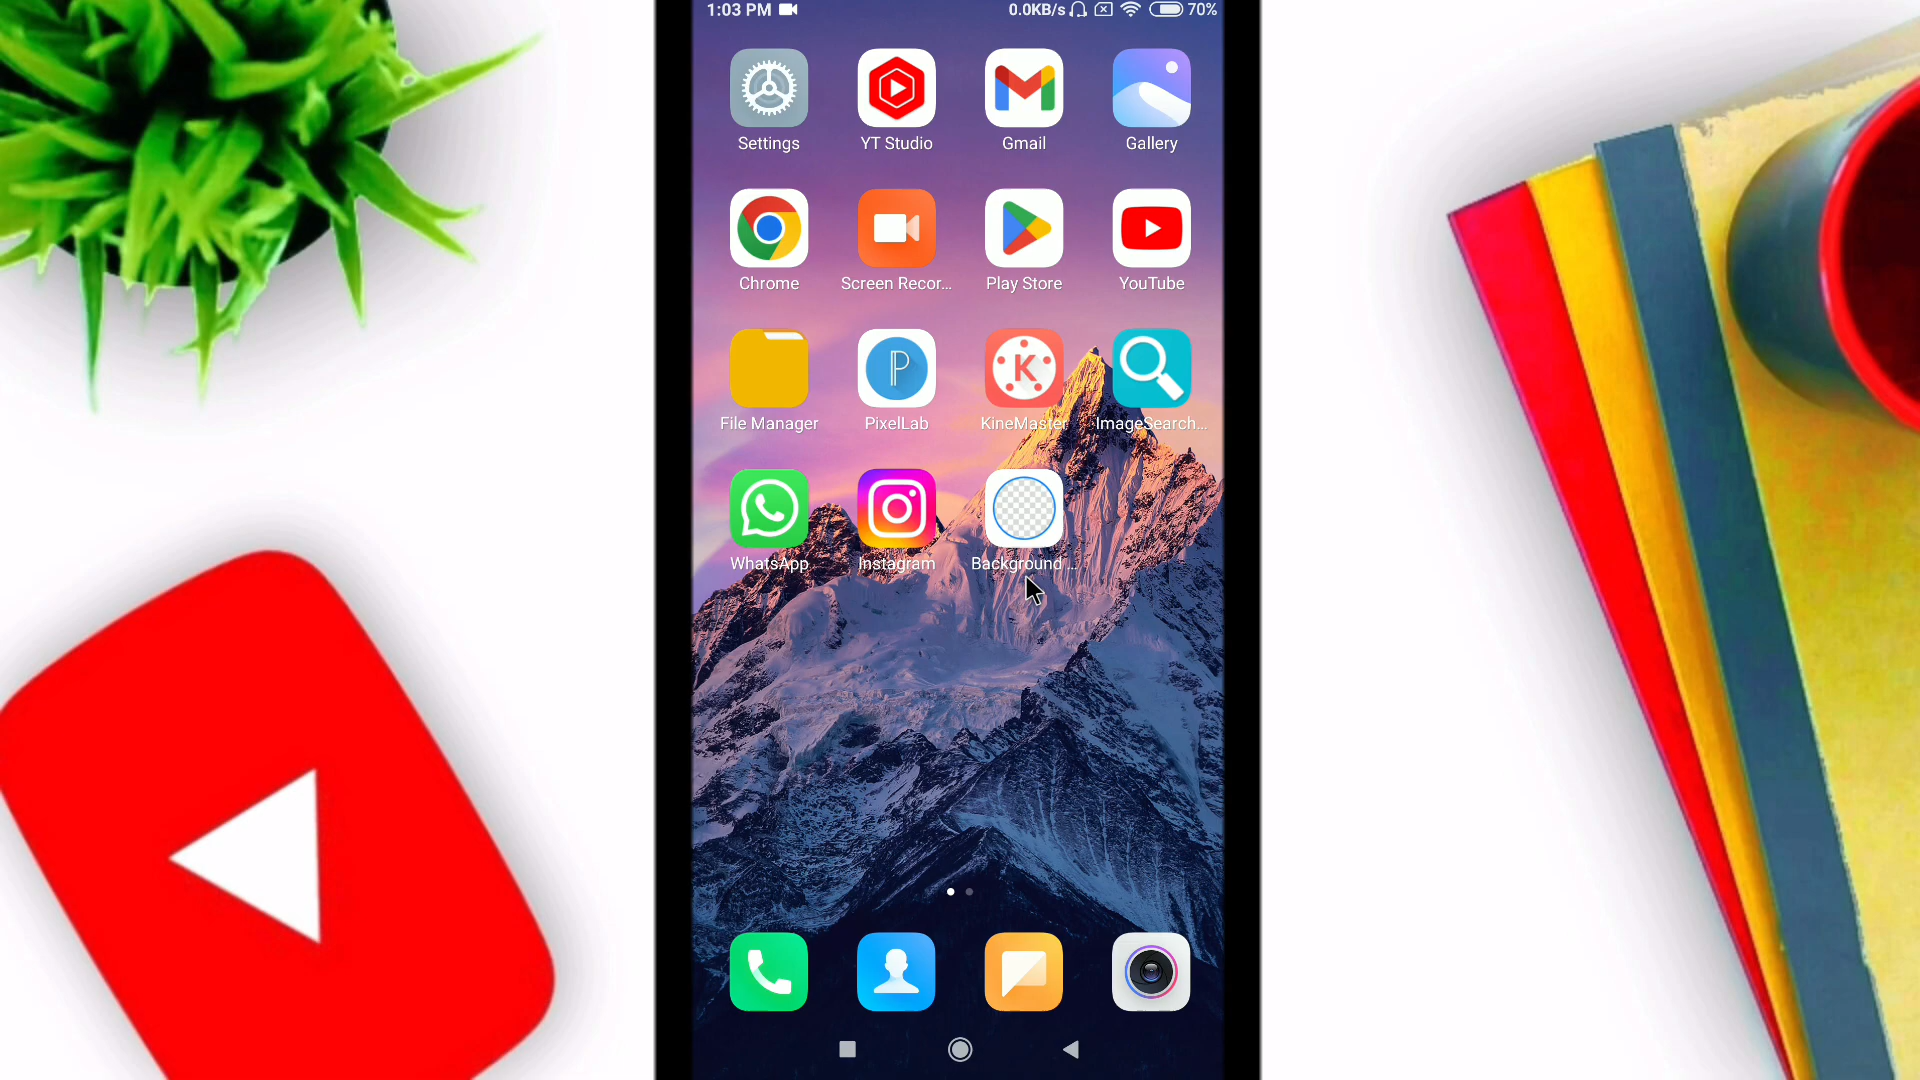 1:03 PM 0.0KB/s 70%
Settings YT Studio Gmail Gallery
Chrome Screen Recor... Play Store YouTube
File Manager PixelLab KineMaster ImageSearch...
WhatsApp Instagram Background ...